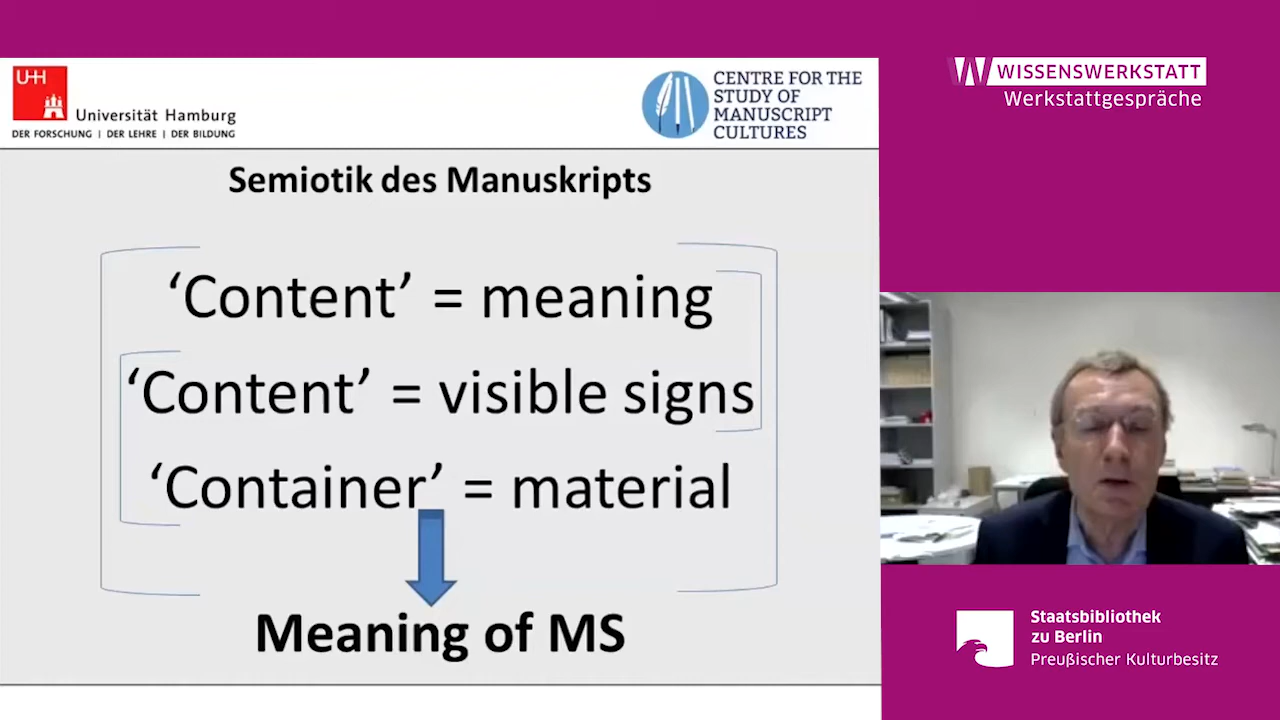 UHH
Universität Hamburg
DER FORSCHUNG | DER LEHRE | DER BILDUNG
CENTRE FOR THE
STUDY OF
MANUSCRIPT
CULTURES
Semiotik des Manuskripts
‘Content’ = meaning
‘Content’ = visible signs
‘Container’ = material
Meaning of MS
WISSENSWERKSTATT
Werkstattgespräche
Staatsbibliothek
zu Berlin
Preußischer Kulturbesitz